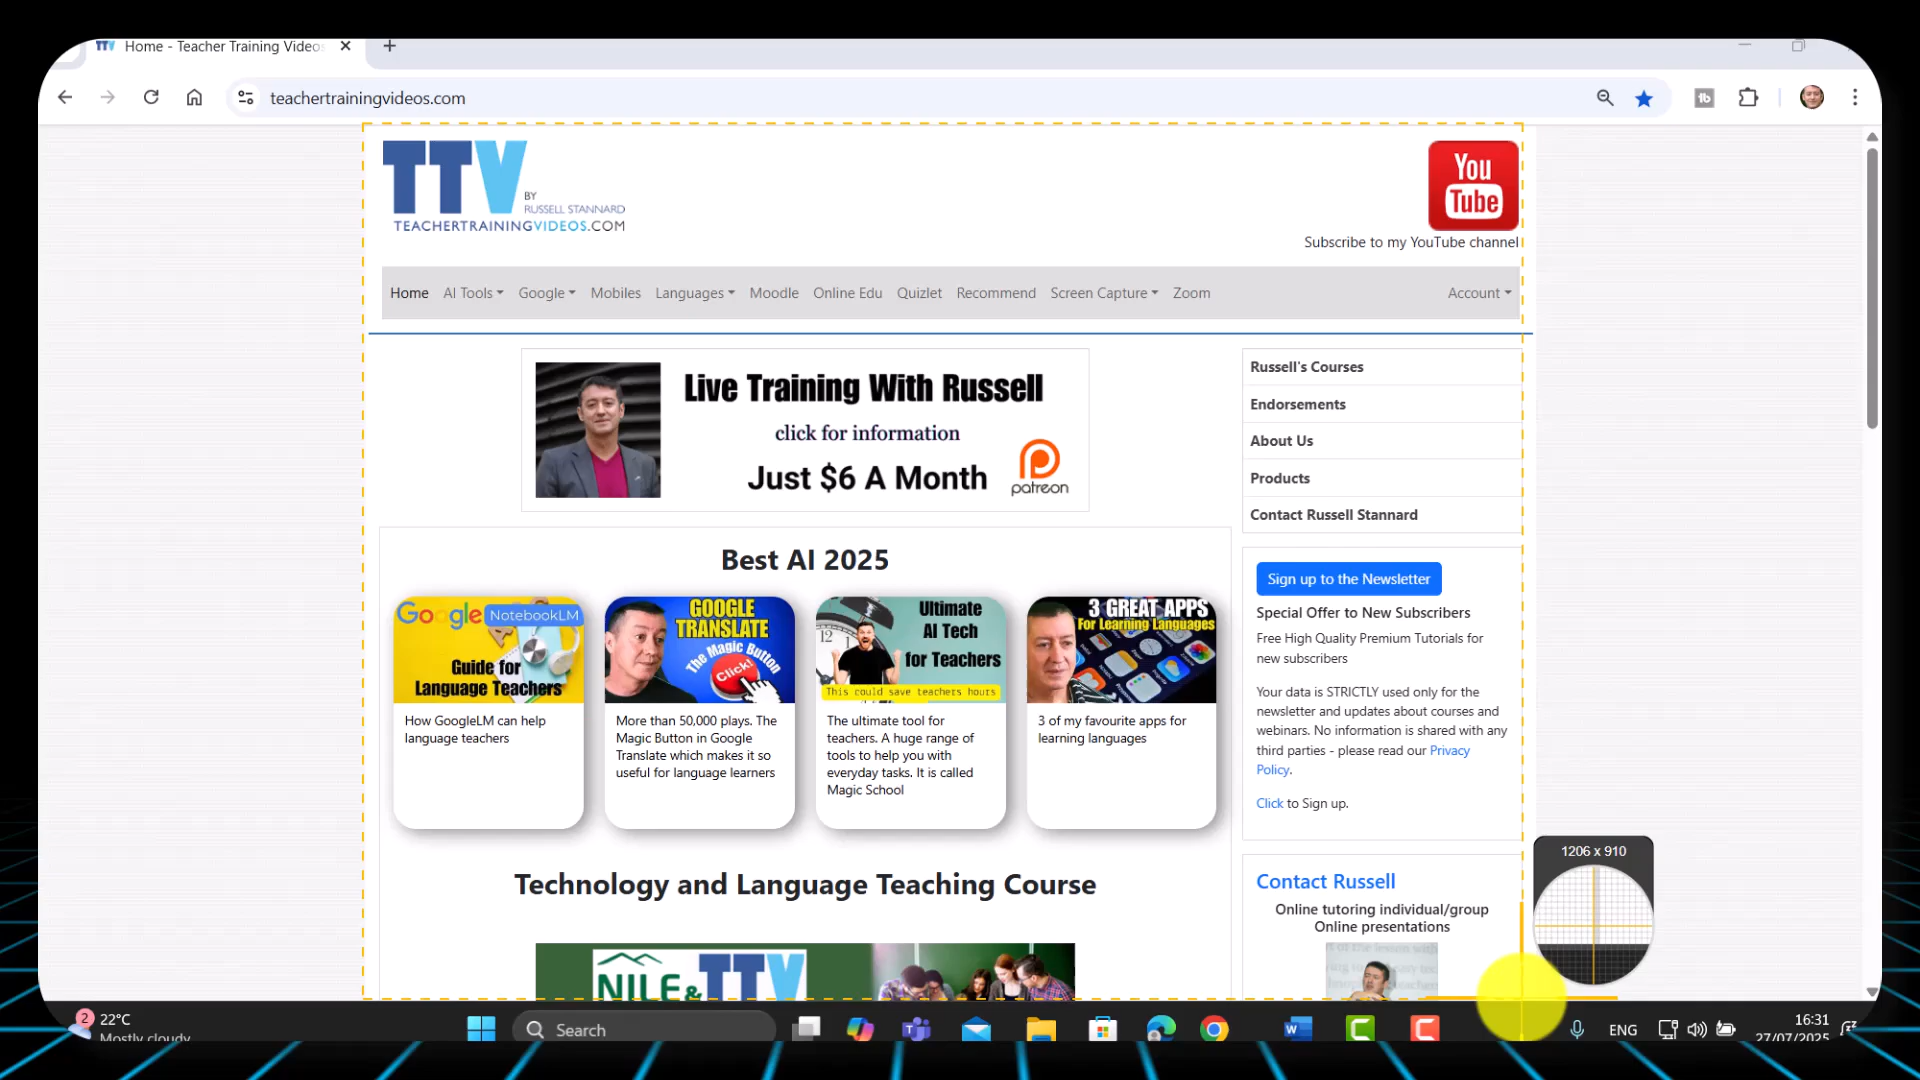 Home - Teacher Training Videos
teachertrainingvideos.com
TTV
BY
RUSSELL STANNARD
TEACHERTRAININGVIDEOS.COM
You
Tube
Subscribe to my YouTube channel
Home AI Tools Google Mobiles Languages Moodle Online Edu Quizlet Recommend Screen Capture Zoom Account
Live Training With Russell
click for information
Just $6 A Month
patreon
Russell's Courses
Endorsements
About Us
Products
Contact Russell Stannard
Best AI 2025
Google NotebookLM
Guide for
Language Teachers
How GoogleLM can help
language teachers
GOOGLE
TRANSLATE
The Magic Button
Click!
More than 50,000 plays. The
Magic Button in Google
Translate which makes it so
useful for language learners
Ultimate
AI Tech
for Teachers
This could save teachers hours
The ultimate tool for
teachers. A huge range of
tools to help you with
everyday tasks. It is called
Magic School
3 GREAT APPS
For Learning Languages
3 of my favourite apps for
learning languages
Sign up to the Newsletter
Special Offer to New Subscribers
Free High Quality Premium Tutorials for
new subscribers
Your data is STRICTLY used only for the
newsletter and updates about courses and
webinars. No information is shared with any
third parties - please read our Privacy
Policy.
Click to Sign up.
Technology and Language Teaching Course
NILE & TTV
Contact Russell
Online tutoring individual/group
Online presentations
1206 x 910
2
22°C
Mostly cloudy
Search
ENG
16:31
27/07/2025